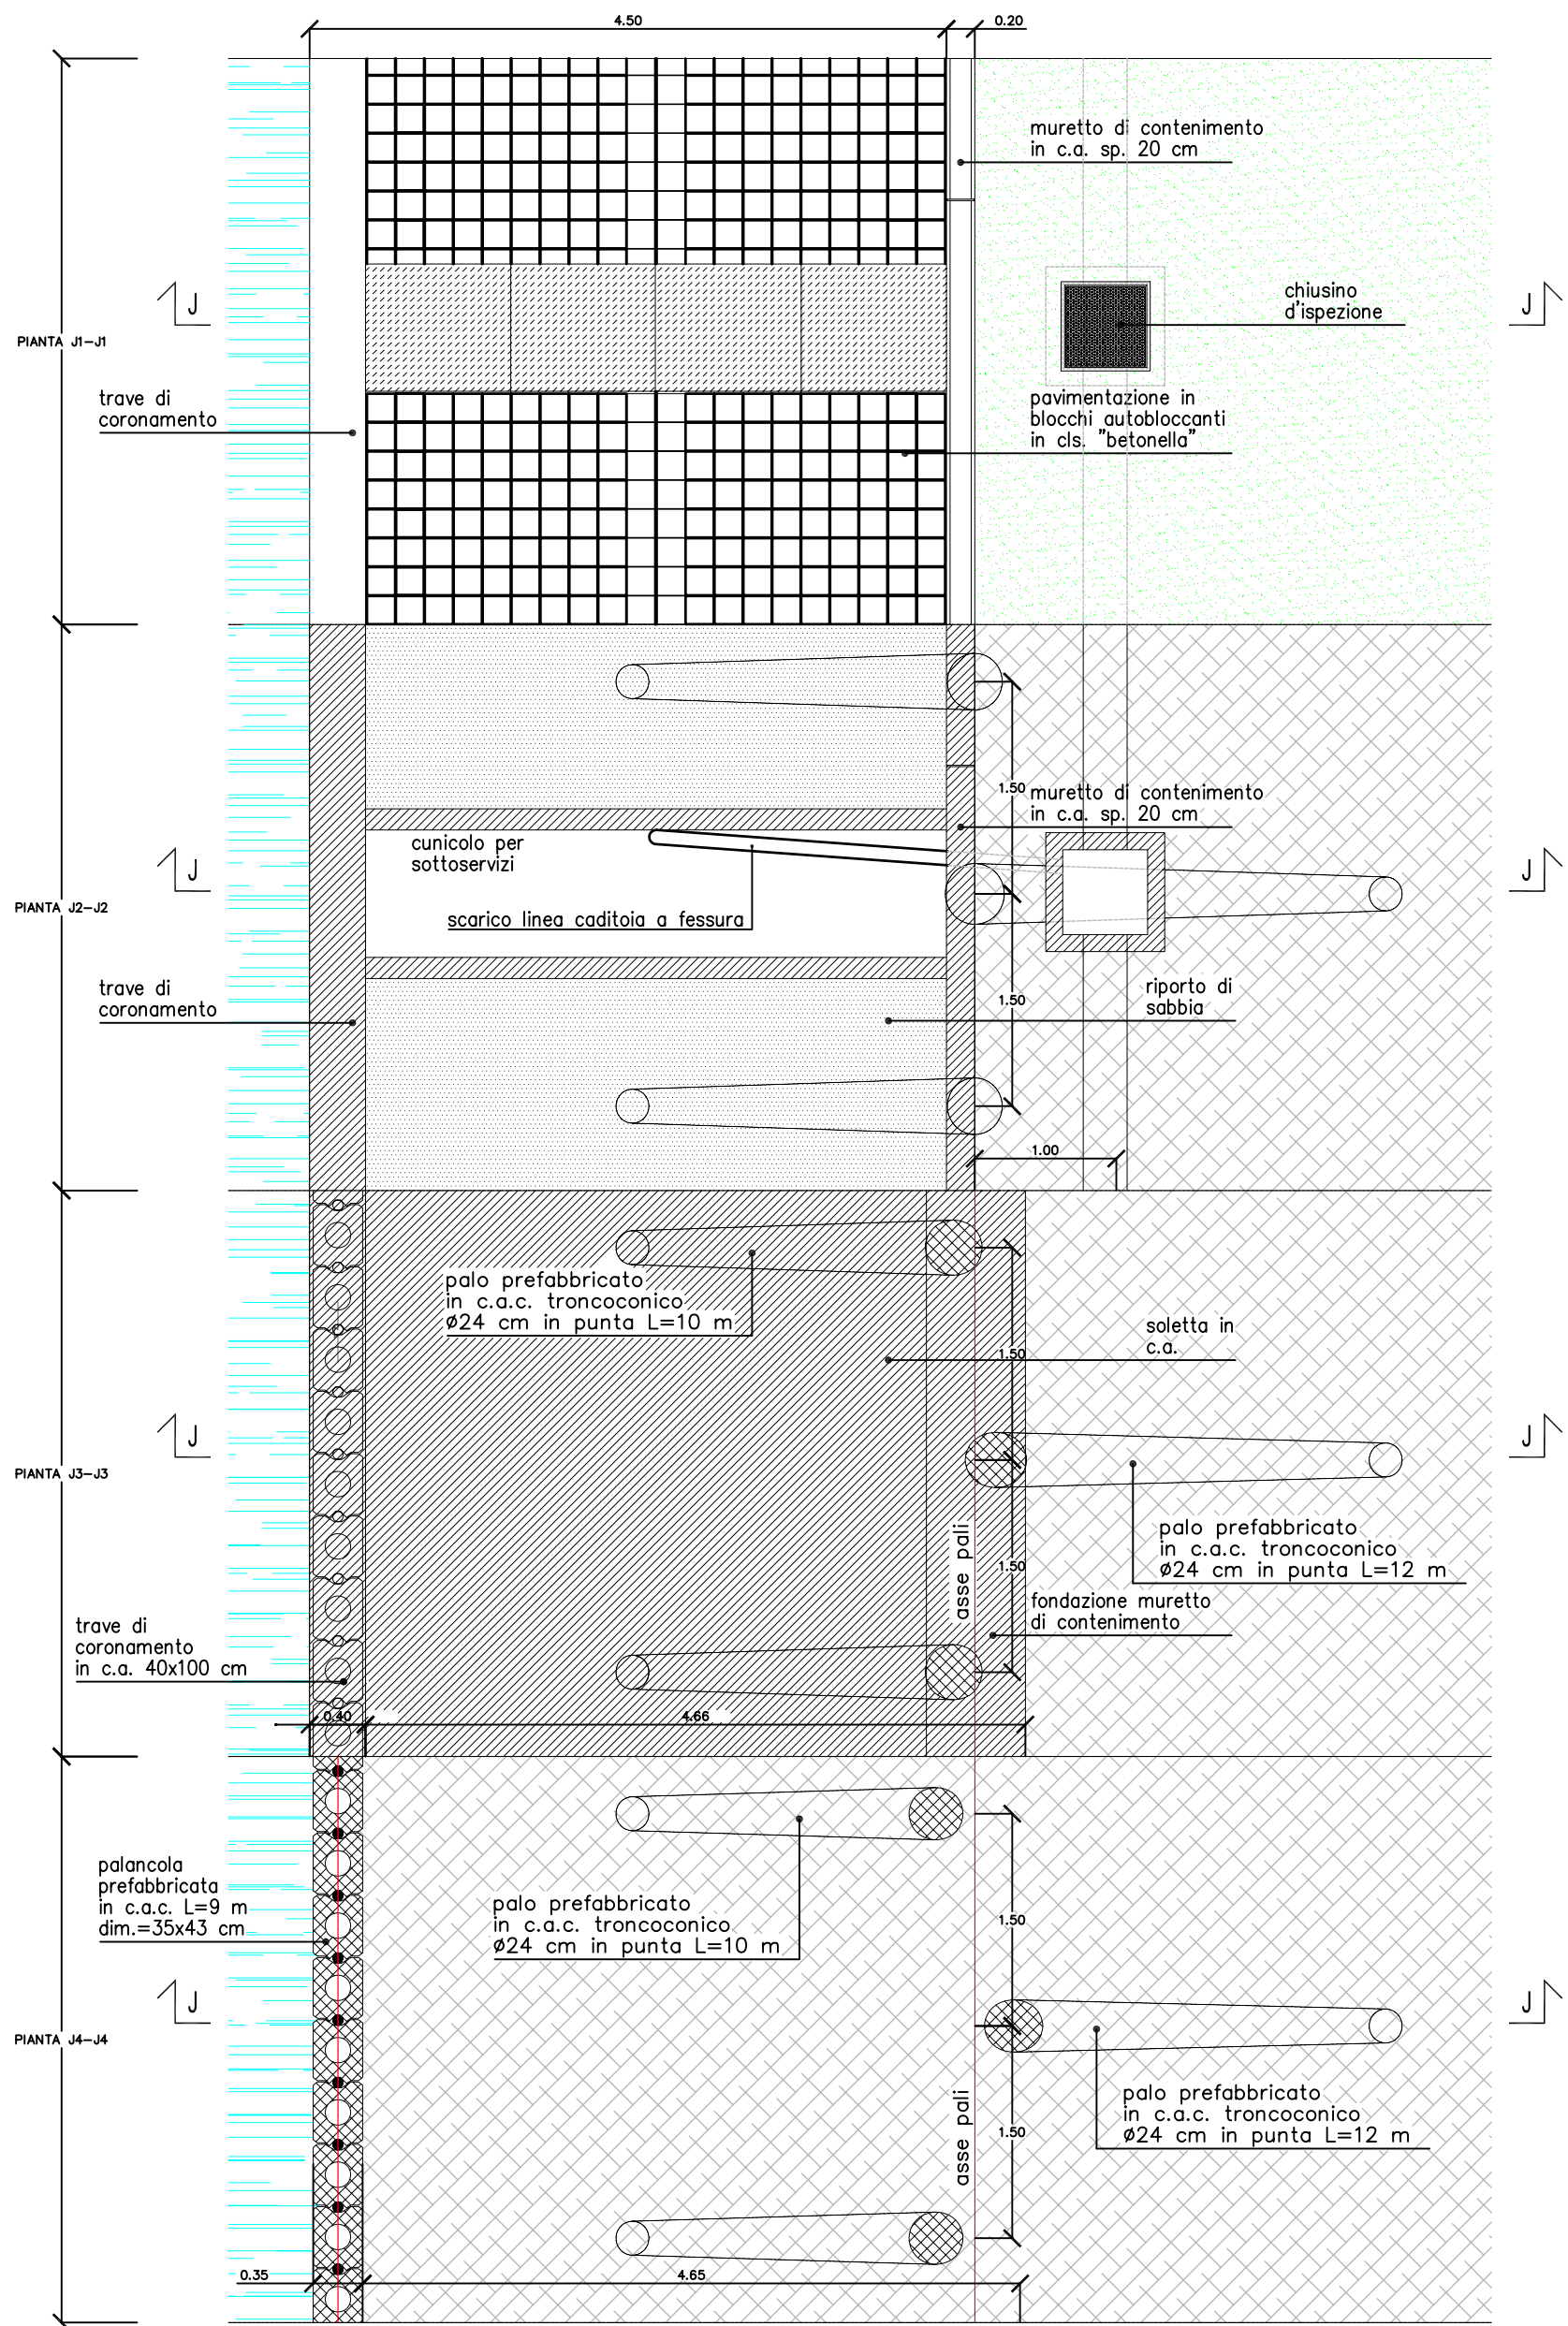 4.50
0.20
muretto di contenimento
in c.a. sp. 20 cm
chiusino
d'ispezione
J
J
PIANTA J1-J1
trave di
coronamento
pavimentazione in
blocchi autobloccanti
in cls. "betonella"
1.50
muretto di contenimento
in c.a. sp. 20 cm
cunicolo per
sottoservizi
J
J
PIANTA J2-J2
scarico linea caditoia a fessura
trave di
coronamento
1.50
riporto di
sabbia
1.00
palo prefabbricato
in c.a.c. troncoconico
ø24 cm in punta L=10 m
soletta in
c.a.
1.50
J
J
PIANTA J3-J3
palo prefabbricato
in c.a.c. troncoconico
ø24 cm in punta L=12 m
asse pali
1.50
fondazione muretto
di contenimento
trave di
coronamento
in c.a. 40x100 cm
0.40
4.66
palancola
prefabbricata
in c.a.c. L=9 m
dim.=35x43 cm
palo prefabbricato
in c.a.c. troncoconico
ø24 cm in punta L=10 m
1.50
J
J
PIANTA J4-J4
palo prefabbricato
in c.a.c. troncoconico
ø24 cm in punta L=12 m
asse pali
1.50
0.35
4.65